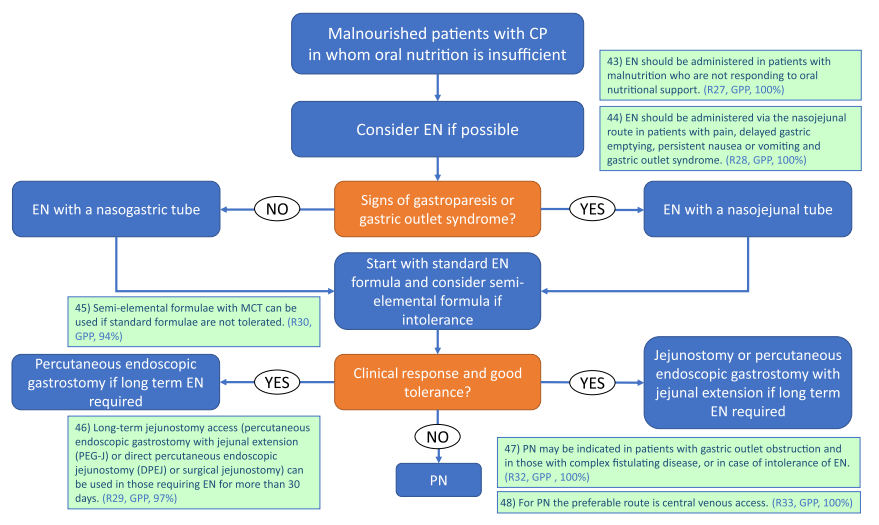 Malnourished patients with CP
in whom oral nutrition is insufficient
43) EN should be administered in patients with
malnutrition who are not responding to oral
nutritional support. (R27, GPP, 100%)
Consider EN if possible
44) EN should be administered via the nasojejunal
route in patients with pain, delayed gastric
emptying, persistent nausea or vomiting and
gastric outlet syndrome. (R28, GPP, 100%)
EN with a nasogastric tube
NO
Signs of gastroparesis or
gastric outlet syndrome?
YES
EN with a nasojejunal tube
Start with standard EN
formula and consider semi-
elemental formula if
intolerance
45) Semi-elemental formulae with MCT can be
used if standard formulae are not tolerated. (R30,
GPP, 94%)
Percutaneous endoscopic
gastrostomy if long term EN
required
YES
Clinical response and good
tolerance?
YES
Jejunostomy or percutaneous
endoscopic gastrostomy with
jejunal extension if long term
EN required
46) Long-term jejunostomy access (percutaneous
endoscopic gastrostomy with jejunal extension
(PEG-J) or direct percutaneous endoscopic
jejunostomy (DPEJ) or surgical jejunostomy) can
be used in those requiring EN for more than 30
days. (R29, GPP, 97%)
NO
PN
47) PN may be indicated in patients with gastric outlet obstruction and
in those with complex fistulating disease, or in case of intolerance of EN.
(R32, GPP , 100%)
48) For PN the preferable route is central venous access. (R33, GPP, 100%)